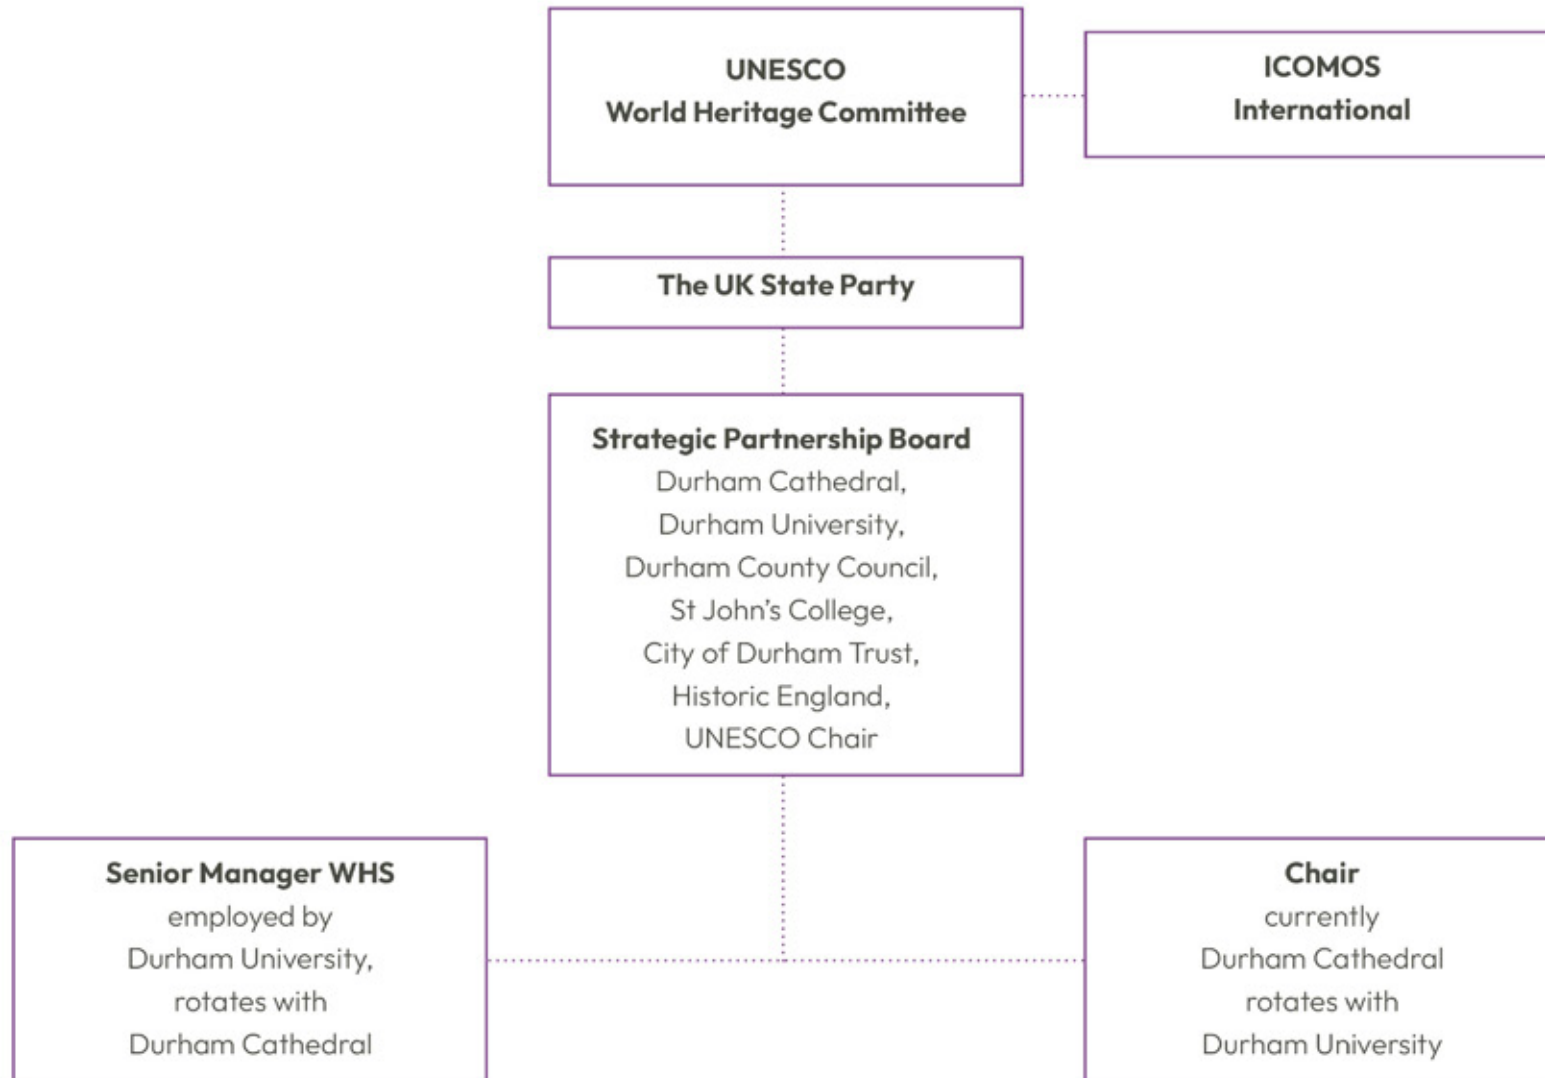 UNESCO
World Heritage Committee
ICOMOS
International
The UK State Party
Strategic Partnership Board
Durham Cathedral,
Durham University,
Durham County Council,
St John's College,
City of Durham Trust,
Historic England,
UNESCO Chair
Senior Manager WHS
employed by
Durham University,
rotates with
Durham Cathedral
Chair
currently
Durham Cathedral
rotates with
Durham University